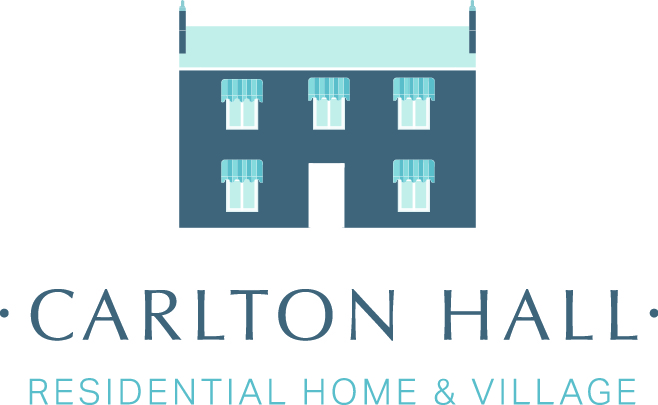 ·CARLTON HALL·
RESIDENTIAL HOME & VILLAGE